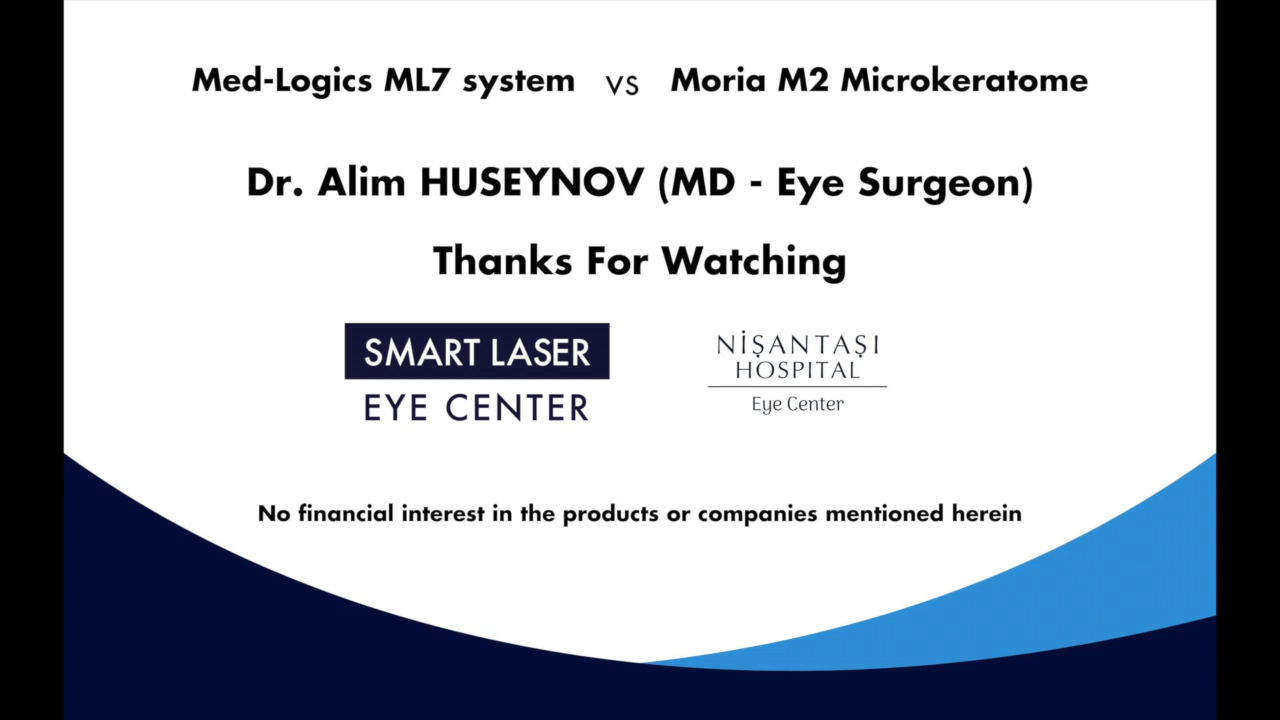 Med-Logics ML7 system vs Moria M2 Microkeratome
Dr. Alim HUSEYNOV (MD - Eye Surgeon)
Thanks For Watching
SMART LASER
EYE CENTER
NİŞANTAŞI
HOSPITAL
Eye Center
No financial interest in the products or companies mentioned herein